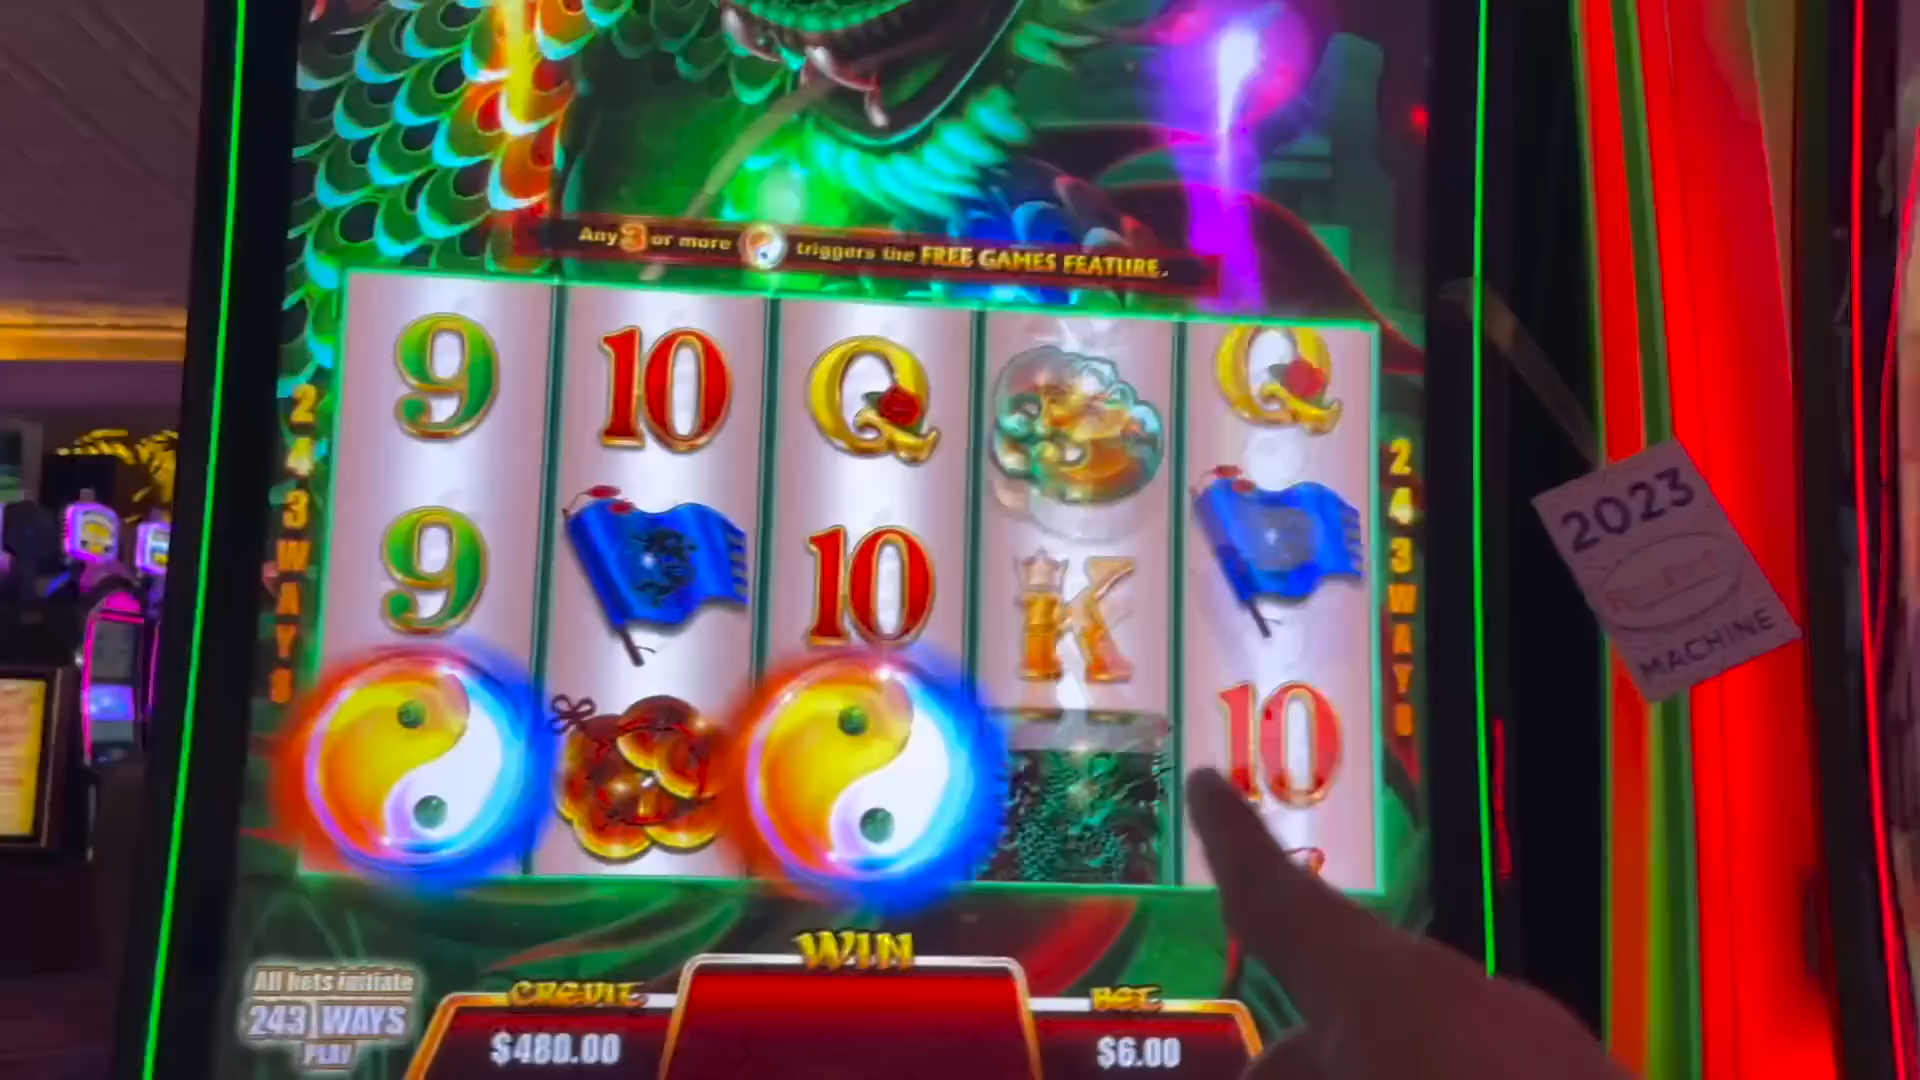 Any 3 or more triggers the FREE GAMES FEATURE.
9 10 Q Q
9 10 K
10
243 WAYS
243 WAYS
2023
MACHINE
WIN
All bets initiate
243 WAYS
PLAY
CREDIT
$480.00
BET
$6.00